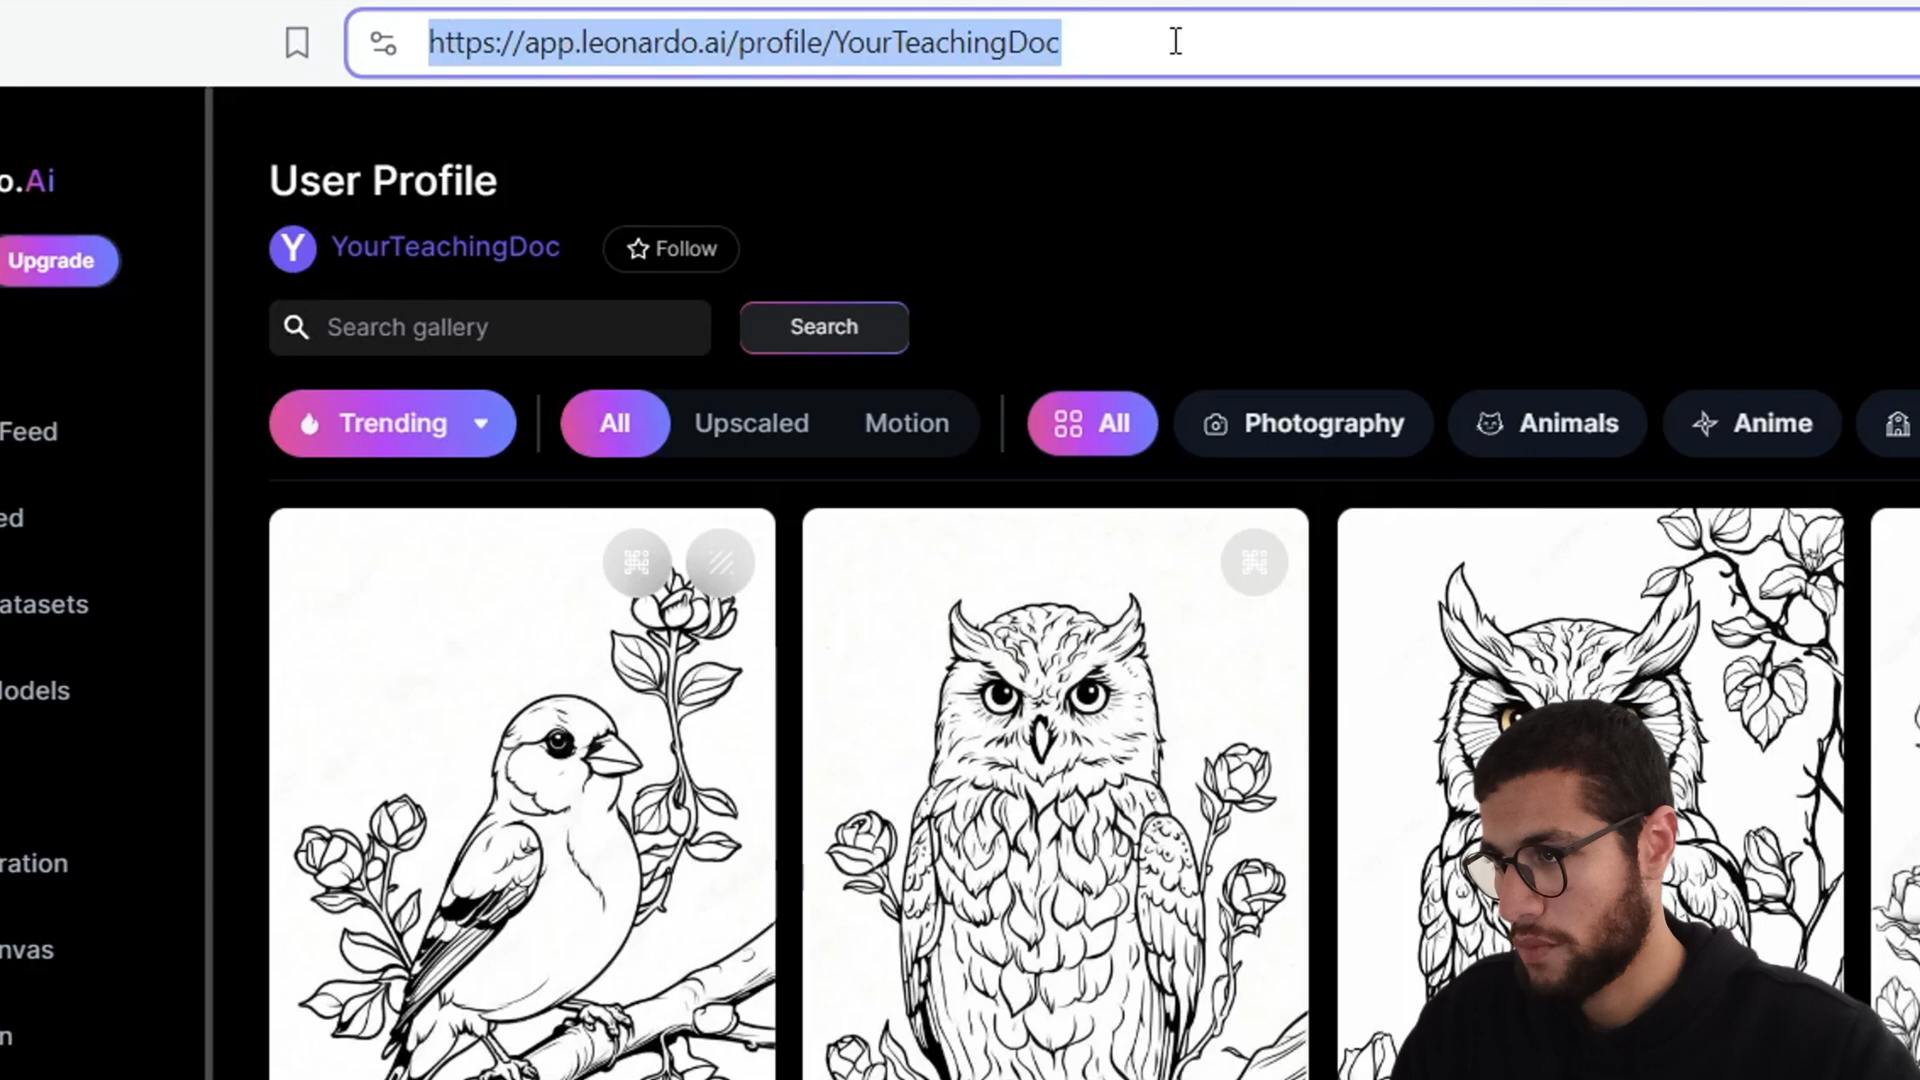 https://app.leonardo.ai/profile/YourTeachingDoc
o.Ai
User Profile
Y YourTeachingDoc Follow
Upgrade
Search gallery Search
Trending All Upscaled Motion All Photography Animals Anime
Feed
ed
atasets
lodels
ration
nvas
n